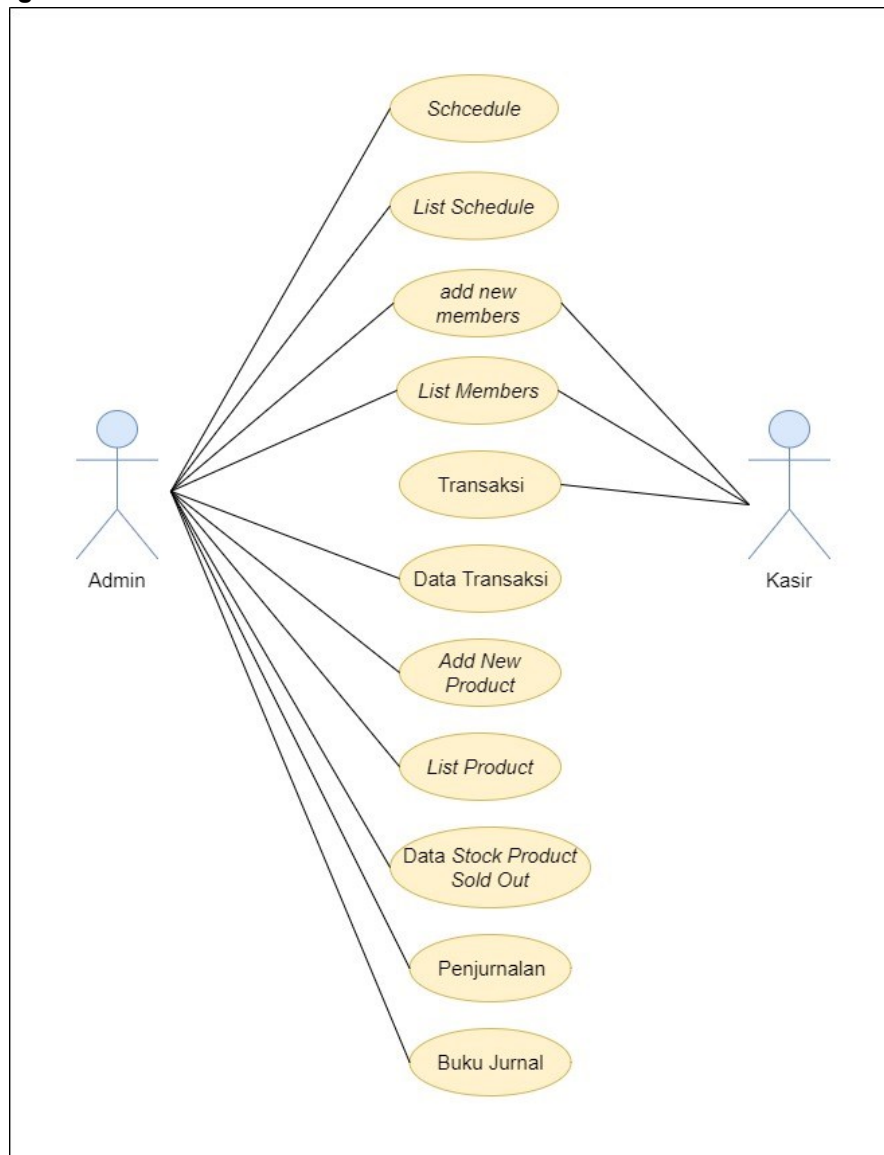 g
Schcedule
List Schedule
add new
members
List Members
Transaksi
Admin
Kasir
Data Transaksi
Add New
Product
List Product
Data Stock Product
Sold Out
Penjurnalan
Buku Jurnal